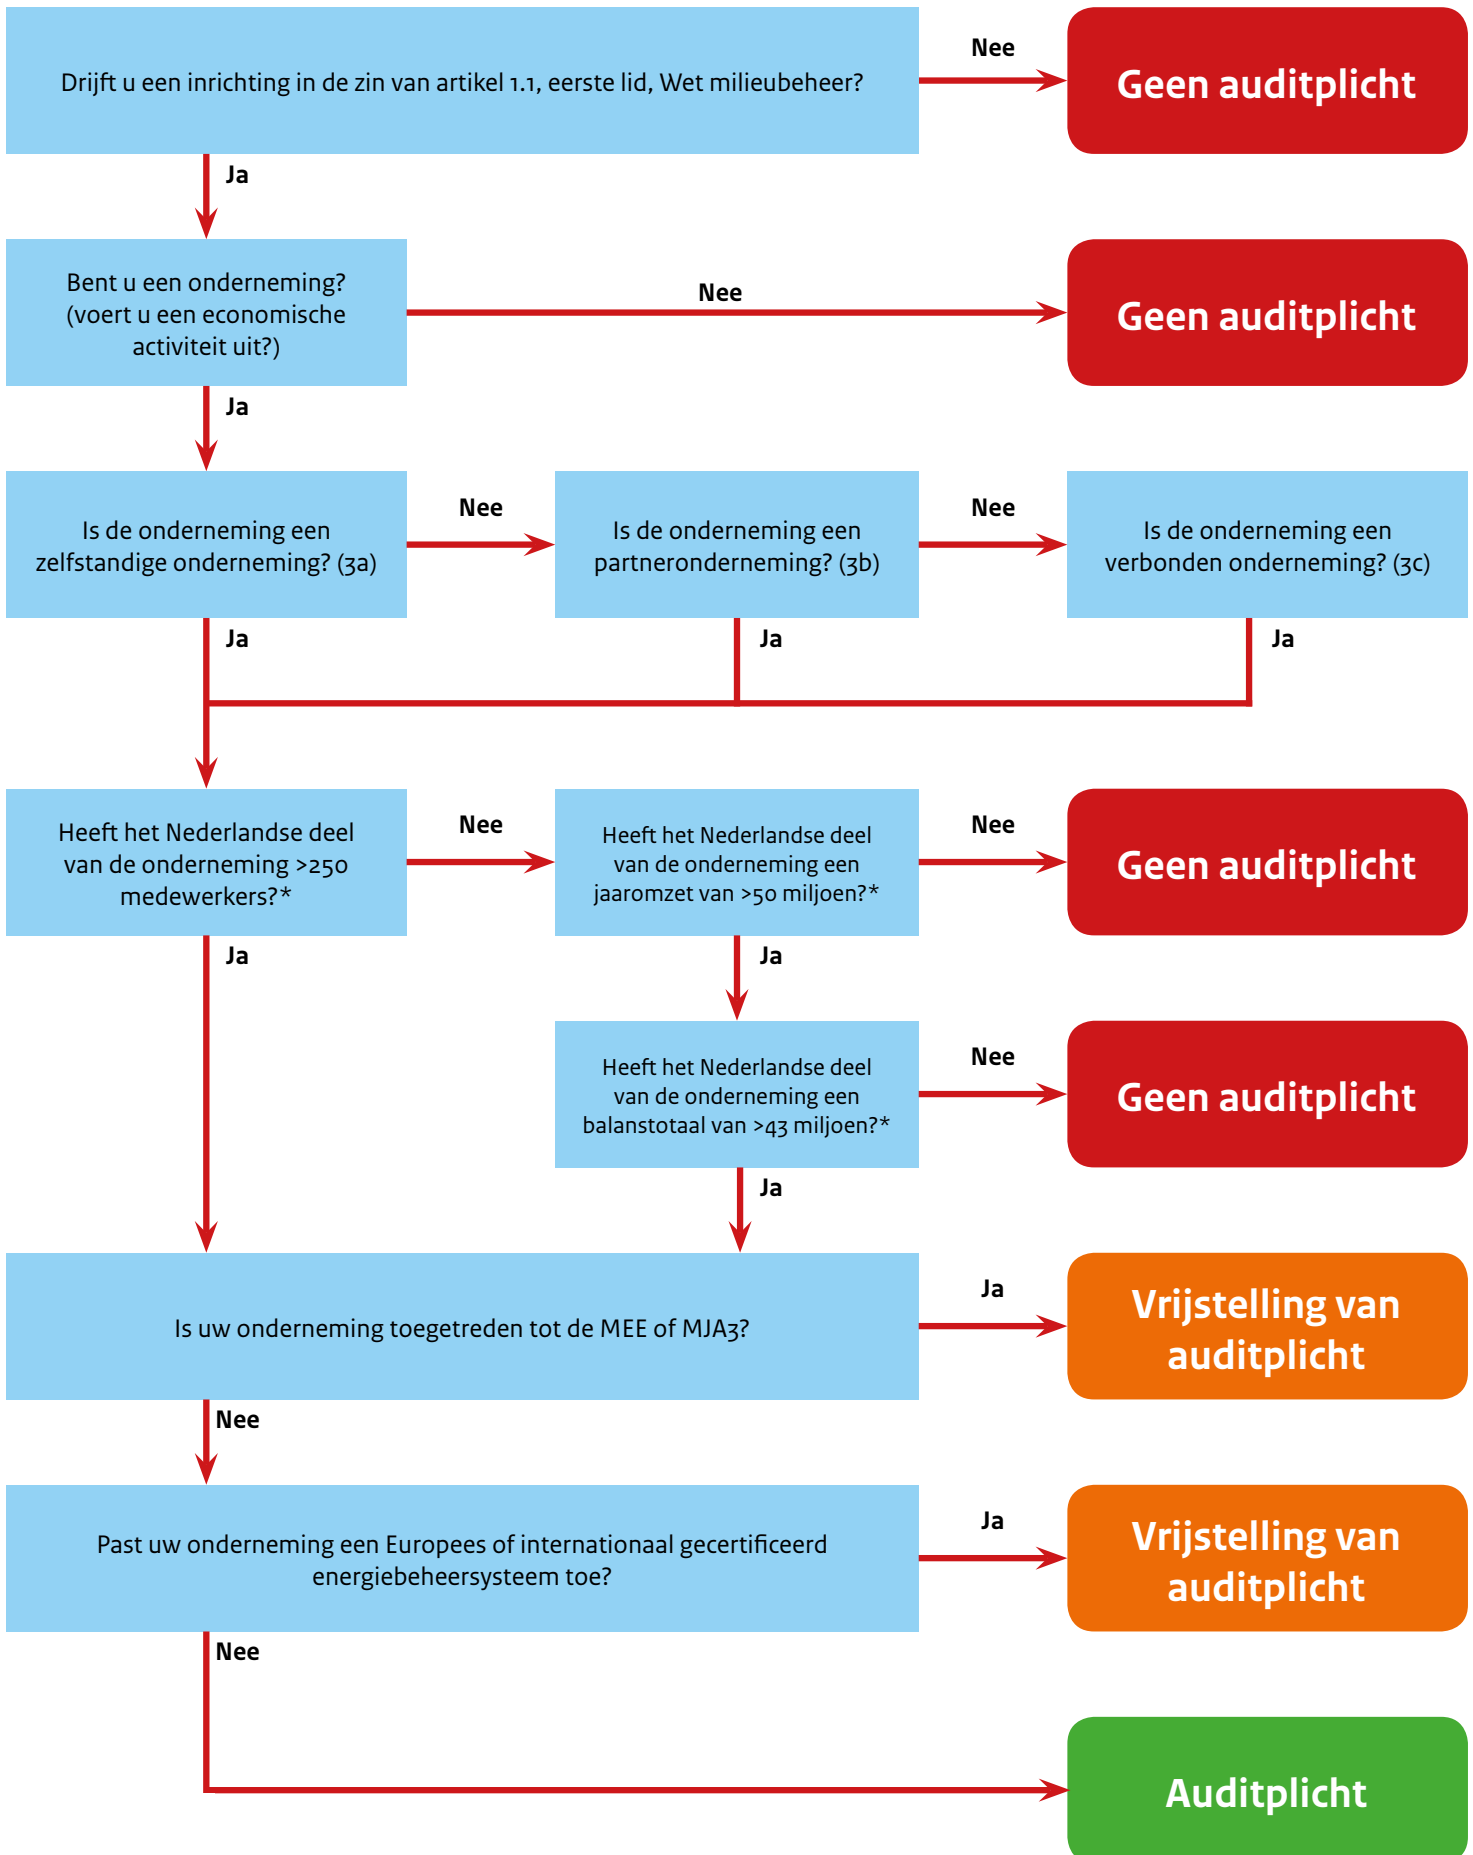 Drijft u een inrichting in de zin van artikel 1.1, eerste lid, Wet milieubeheer?
Nee
Geen auditplicht
Ja
Bent u een onderneming?
(voert u een economische
activiteit uit?)
Nee
Geen auditplicht
Ja
Is de onderneming een
zelfstandige onderneming? (3a)
Nee
Is de onderneming een
partneronderneming? (3b)
Nee
Is de onderneming een
verbonden onderneming? (3c)
Ja
Ja
Ja
Heeft het Nederlandse deel
van de onderneming >250
medewerkers?*
Nee
Heeft het Nederlandse deel
van de onderneming een
jaaromzet van >50 miljoen?*
Nee
Geen auditplicht
Ja
Ja
Heeft het Nederlandse deel
van de onderneming een
balanstotaal van >43 miljoen?*
Nee
Geen auditplicht
Ja
Is uw onderneming toegetreden tot de MEE of MJA3?
Ja
Vrijstelling van
auditplicht
Nee
Past uw onderneming een Europees of internationaal gecertificeerd
energiebeheersysteem toe?
Ja
Vrijstelling van
auditplicht
Nee
Auditplicht